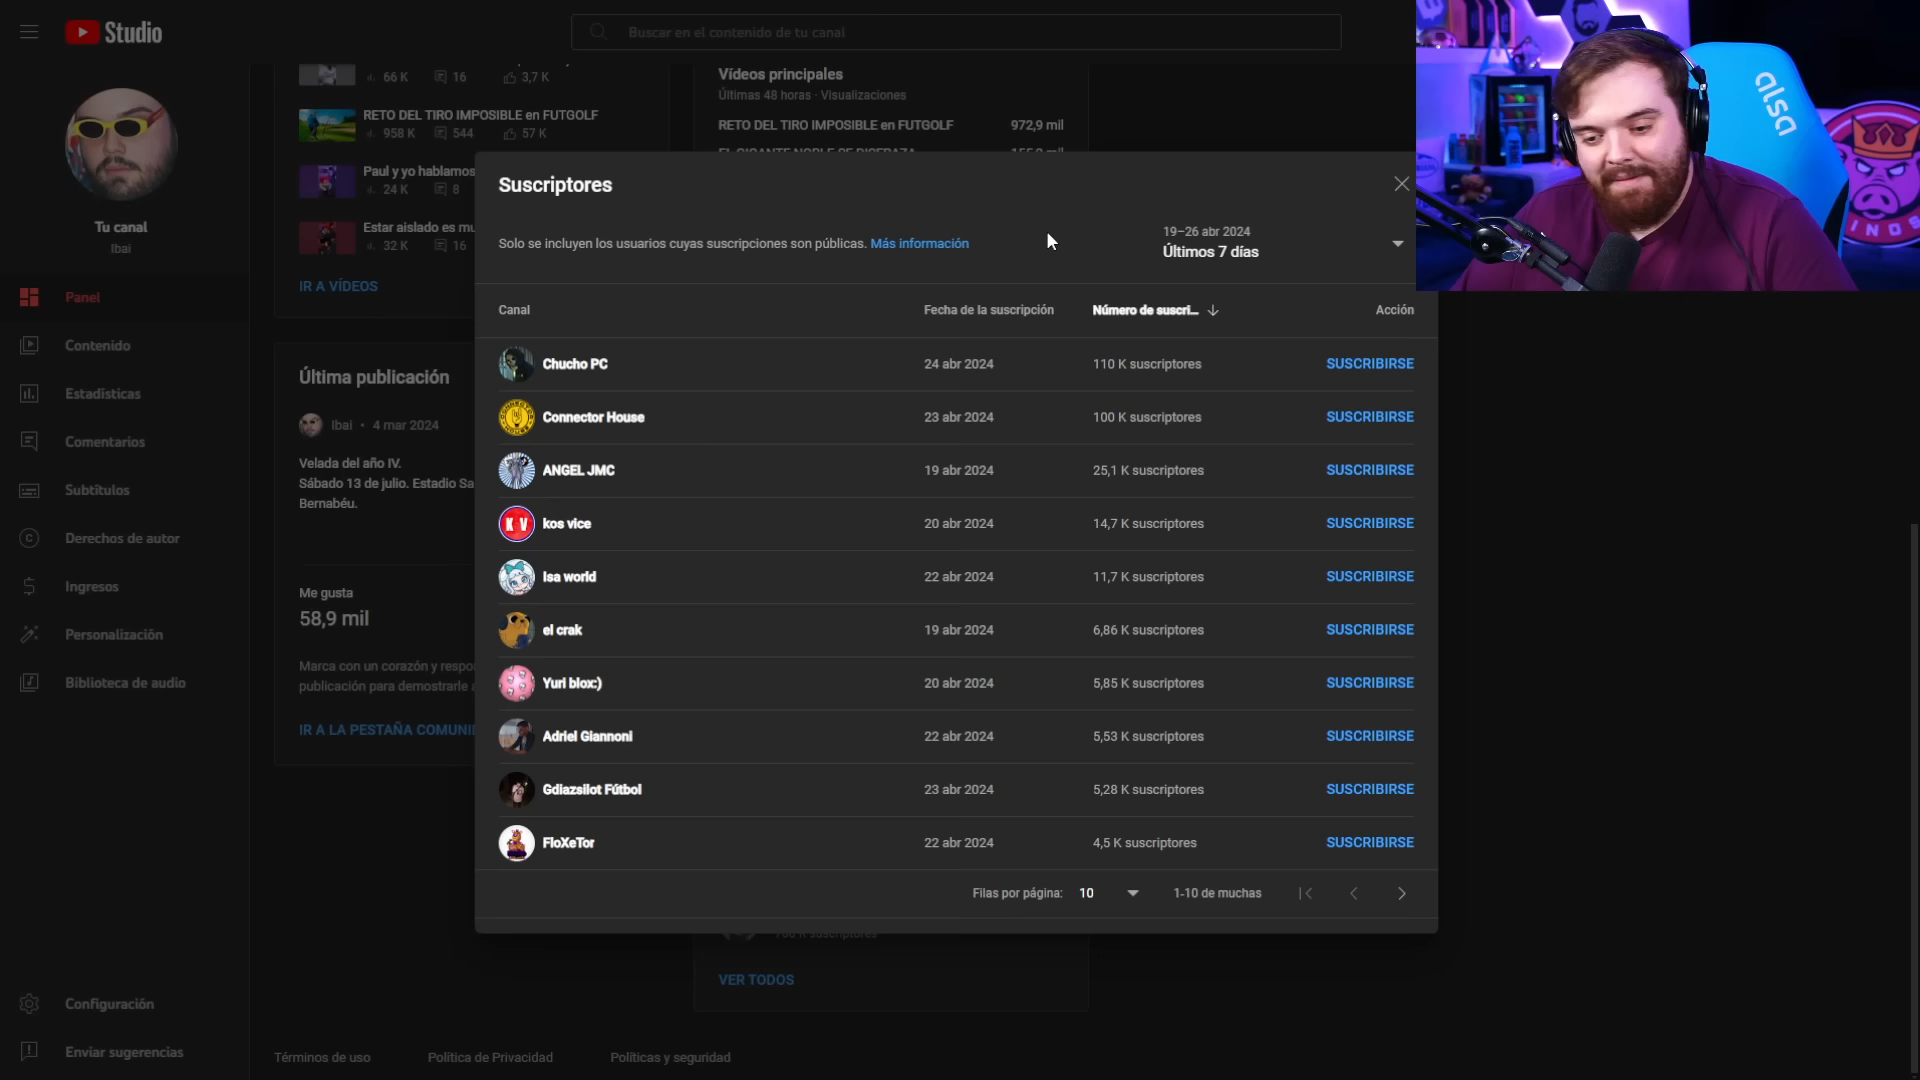 Studio
Buscar en el contenido de tu canal
Tu canal
Ibai
Panel
Contenido
Estadísticas
Comentarios
Subtítulos
Derechos de autor
Ingresos
Personalización
Biblioteca de audio
Configuración
Enviar sugerencias
66 K 16 3,7 K
RETO DEL TIRO IMPOSIBLE en FUTGOLF
958 K 544 57 K
Paul y yo hablamos
24 K 8
Estar aislado es mu
32 K 16
IR A VÍDEOS
Última publicación
Ibai • 4 mar 2024
Velada del año IV.
Sábado 13 de julio. Estadio Sa
Bernabéu.
Me gusta
58,9 mil
Marca con un corazón y respo
publicación para demostrarle a
IR A LA PESTAÑA COMUNI
Vídeos principales
Últimas 48 horas · Visualizaciones
RETO DEL TIRO IMPOSIBLE en FUTGOLF 972,9 mil
Suscriptores
Solo se incluyen los usuarios cuyas suscripciones son públicas. Más información
19–26 abr 2024
Últimos 7 días
Canal Fecha de la suscripción Número de suscri... Acción
Chucho PC 24 abr 2024 110 K suscriptores SUSCRIBIRSE
Connector House 23 abr 2024 100 K suscriptores SUSCRIBIRSE
ANGEL JMC 19 abr 2024 25,1 K suscriptores SUSCRIBIRSE
KV kos vice 20 abr 2024 14,7 K suscriptores SUSCRIBIRSE
Isa world 22 abr 2024 11,7 K suscriptores SUSCRIBIRSE
el crak 19 abr 2024 6,86 K suscriptores SUSCRIBIRSE
Yuri blox:) 20 abr 2024 5,85 K suscriptores SUSCRIBIRSE
Adriel Giannoni 22 abr 2024 5,53 K suscriptores SUSCRIBIRSE
Gdiazsilot Fútbol 23 abr 2024 5,28 K suscriptores SUSCRIBIRSE
FloXeTor 22 abr 2024 4,5 K suscriptores SUSCRIBIRSE
Filas por página: 10 1-10 de muchas
VER TODOS
Términos de uso Política de Privacidad Políticas y seguridad
alsa
INOS